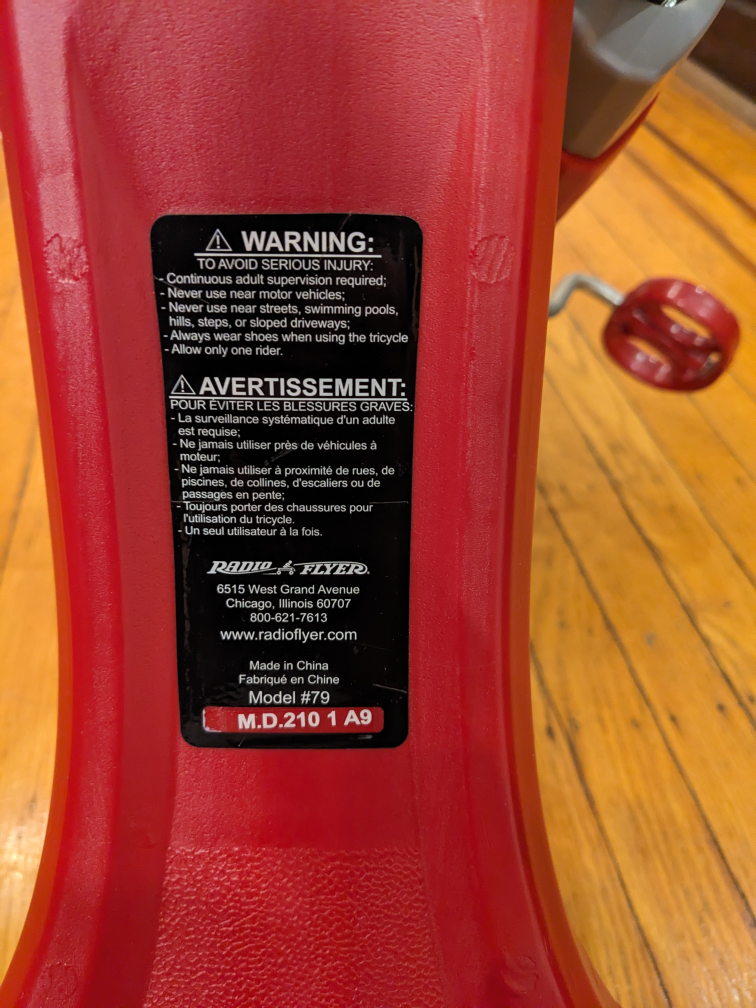 ⚠ WARNING:
TO AVOID SERIOUS INJURY:
- Continuous adult supervision required;
- Never use near motor vehicles;
- Never use near streets, swimming pools,
hills, steps, or sloped driveways;
- Always wear shoes when using the tricycle
- Allow only one rider.
⚠ AVERTISSEMENT:
POUR ÉVITER LES BLESSURES GRAVES:
- La surveillance systématique d'un adulte
est requise;
- Ne jamais utiliser près de véhicules à
moteur;
- Ne jamais utiliser à proximité de rues, de
piscines, de collines, d'escaliers ou de
passages en pente;
- Toujours porter des chaussures pour
l'utilisation du tricycle.
- Un seul utilisateur à la fois.
RADIO FLYER®
6515 West Grand Avenue
Chicago, Illinois 60707
800-621-7613
www.radioflyer.com
Made in China
Fabriqué en Chine
Model #79
M.D.210 1 A9